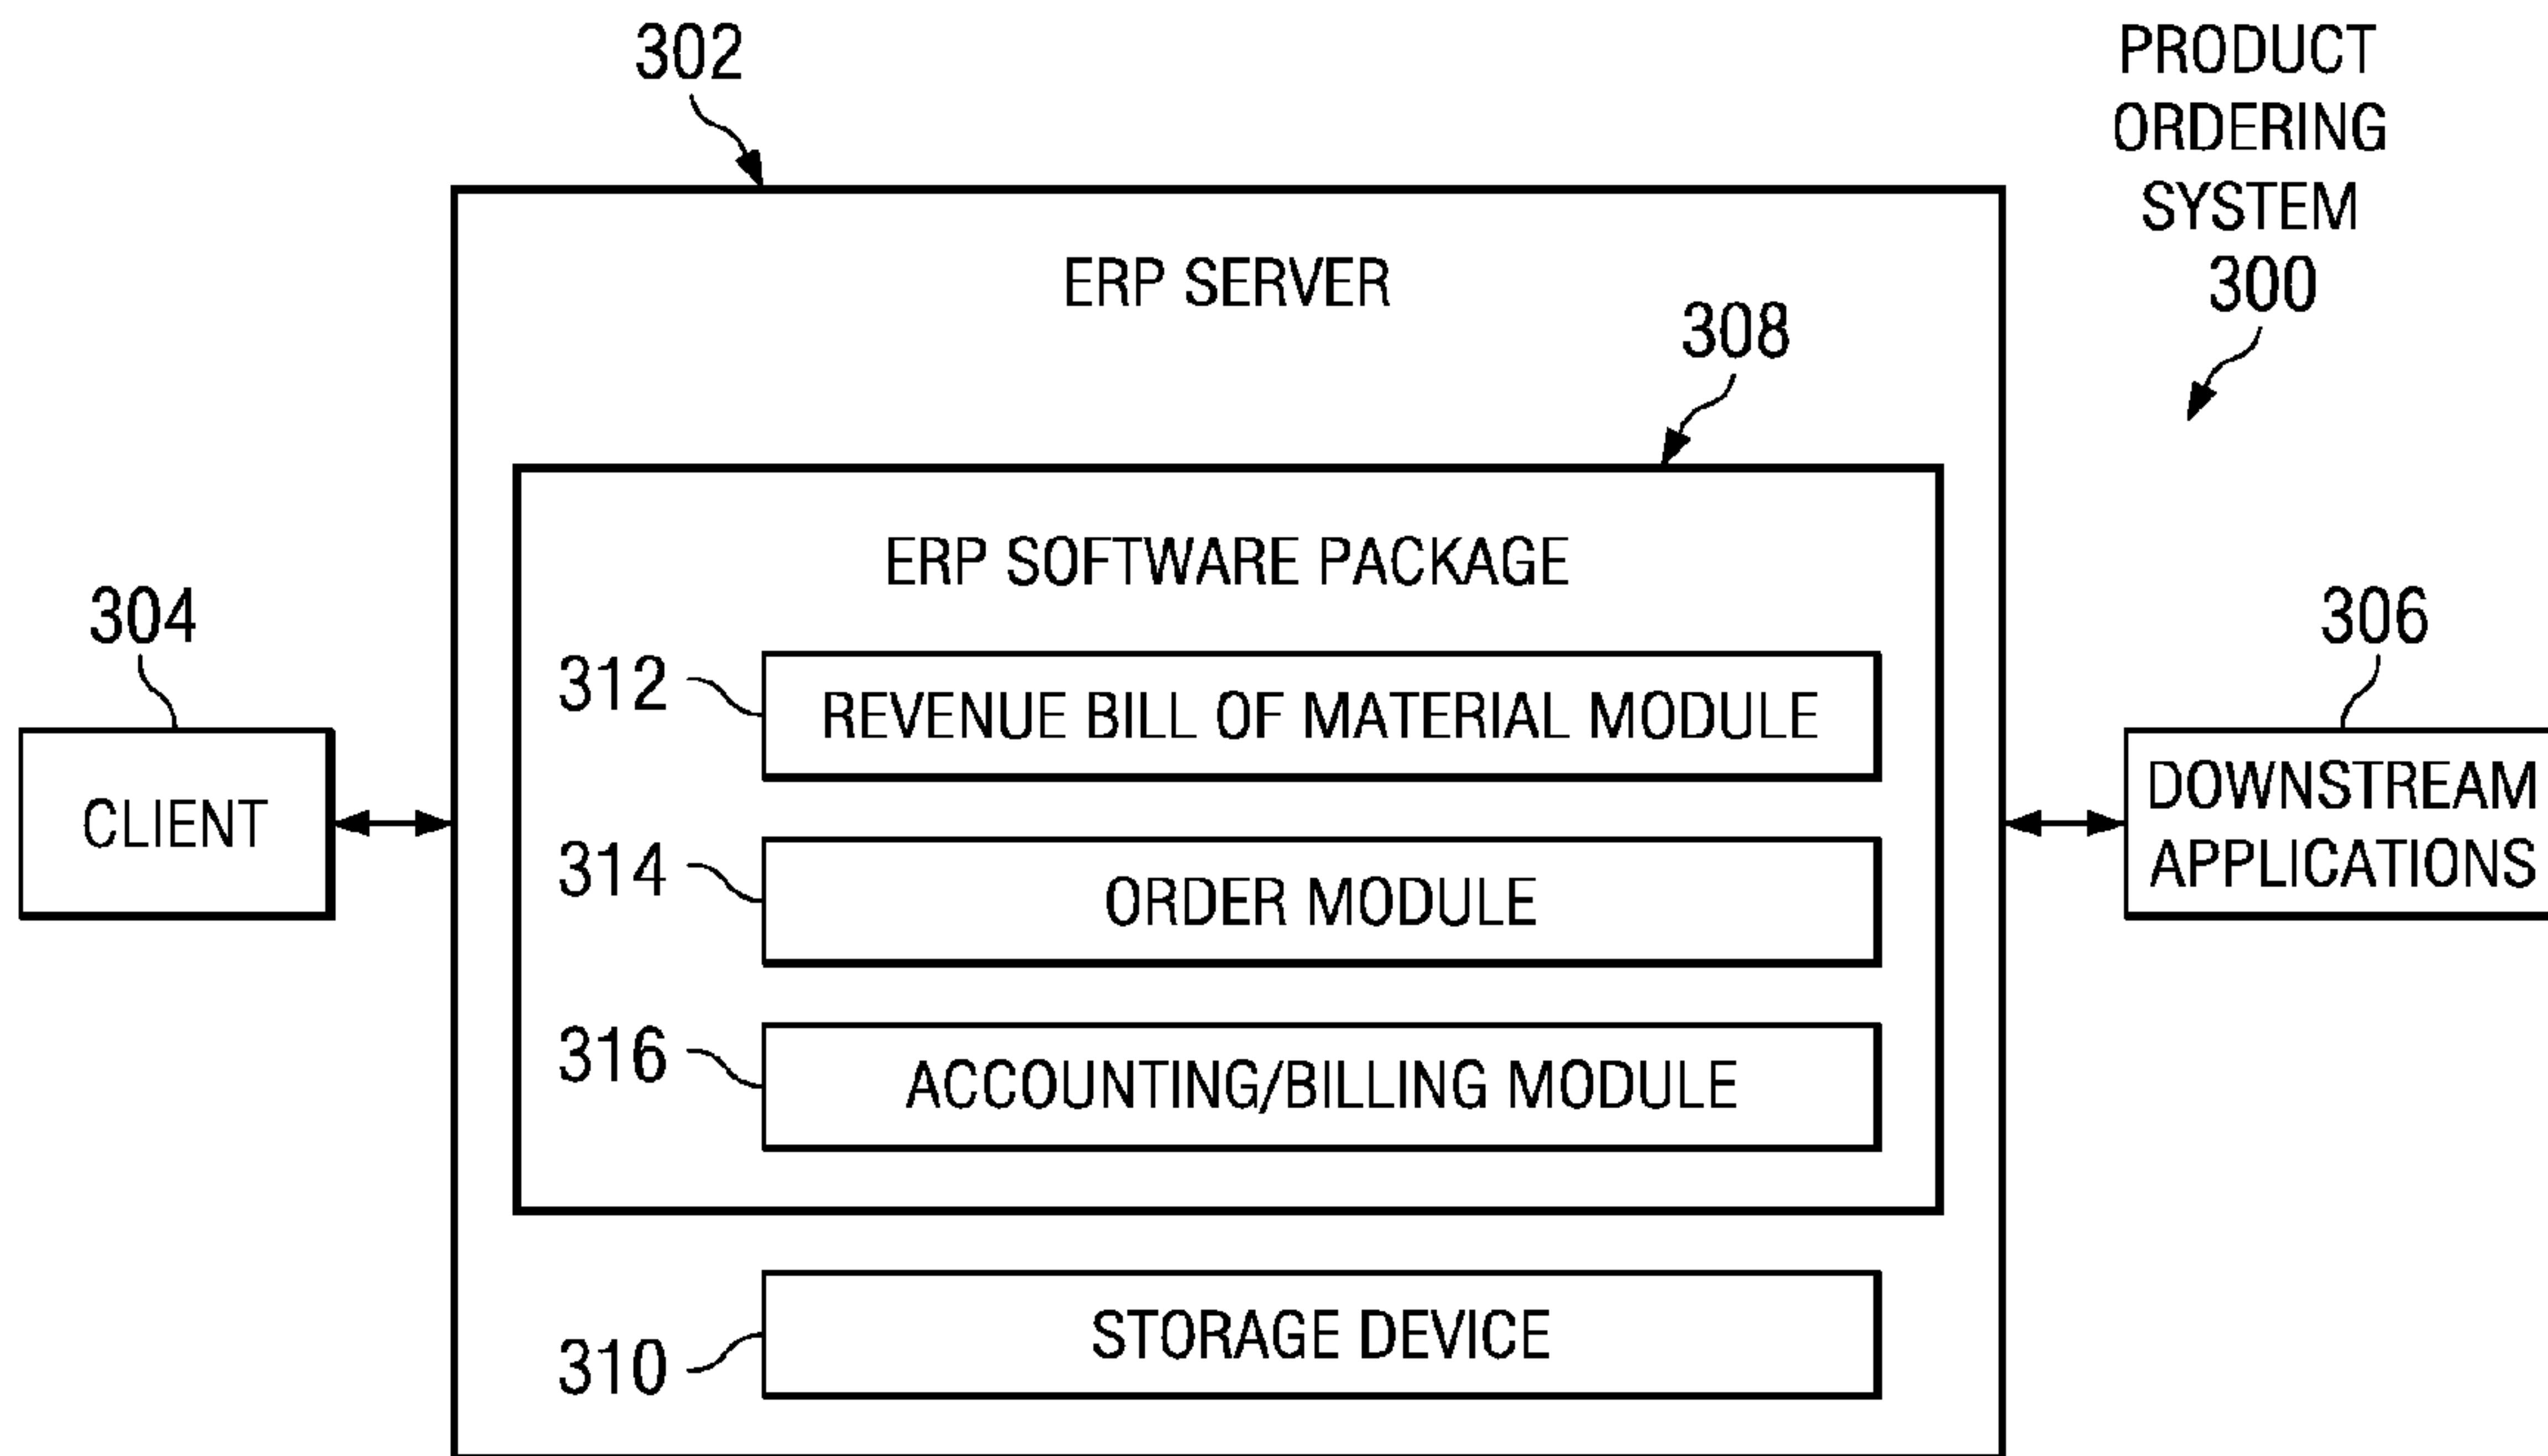 302
PRODUCT
ORDERING
SYSTEM
300
ERP SERVER
308
ERP SOFTWARE PACKAGE
304
CLIENT
312
REVENUE BILL OF MATERIAL MODULE
314
ORDER MODULE
316
ACCOUNTING/BILLING MODULE
310
STORAGE DEVICE
306
DOWNSTREAM
APPLICATIONS